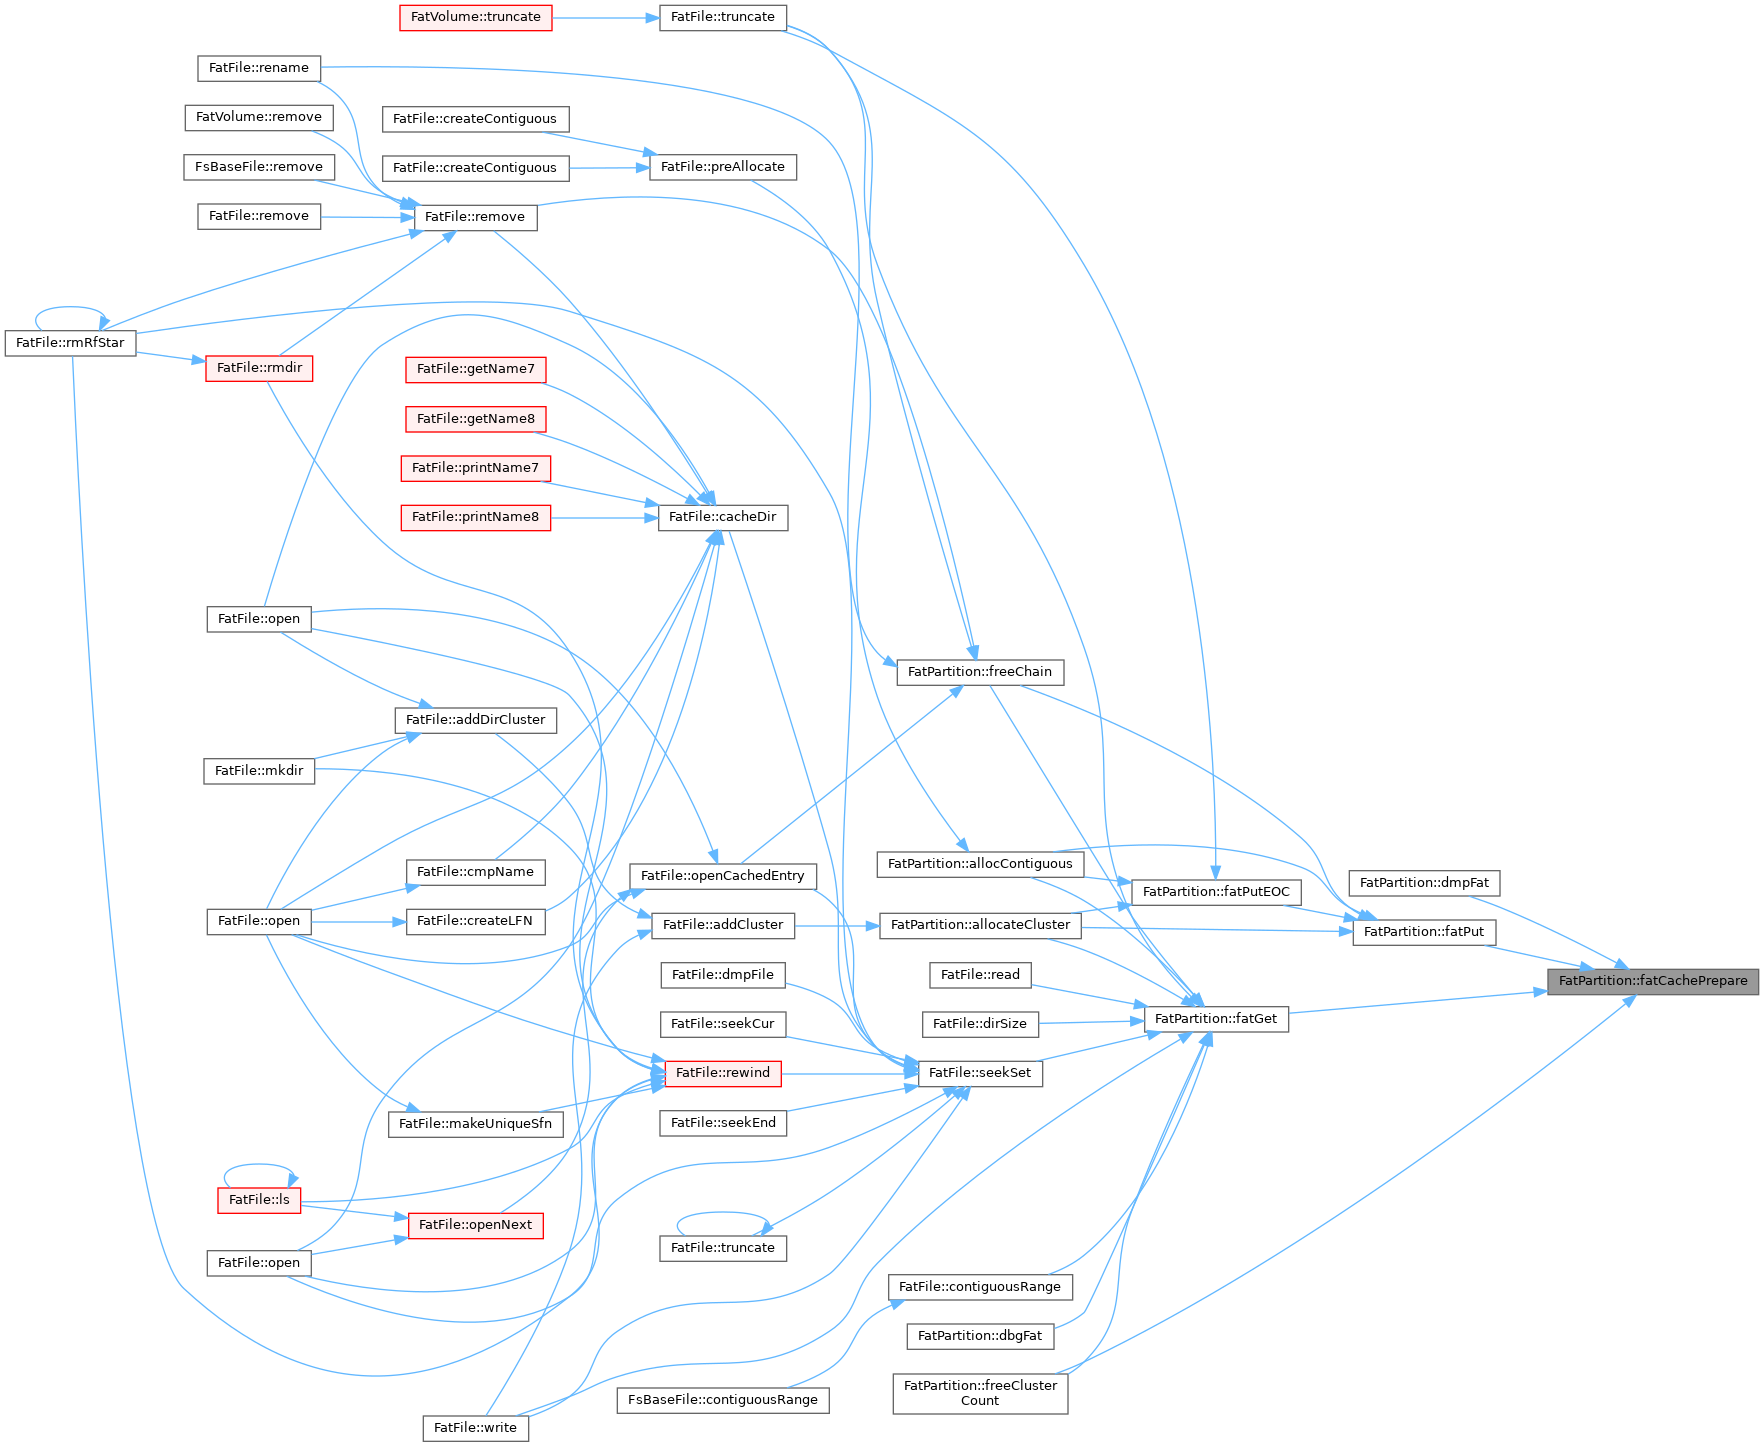 FatVolume::truncate
FatFile::truncate
FatFile::rename
FatVolume::remove
FatFile::createContiguous
FsBaseFile::remove
FatFile::createContiguous
FatFile::preAllocate
FatFile::remove
FatFile::remove
FatFile::rmRfStar
FatFile::rmdir
FatFile::getName7
FatFile::getName8
FatFile::printName7
FatFile::printName8
FatFile::cacheDir
FatFile::open
FatPartition::freeChain
FatFile::addDirCluster
FatFile::mkdir
FatFile::cmpName
FatFile::openCachedEntry
FatPartition::allocContiguous
FatPartition::fatPutEOC
FatPartition::dmpFat
FatFile::open
FatFile::createLFN
FatFile::addCluster
FatPartition::allocateCluster
FatPartition::fatPut
FatFile::dmpFile
FatFile::read
FatPartition::fatCachePrepare
FatFile::seekCur
FatFile::dirSize
FatPartition::fatGet
FatFile::rewind
FatFile::seekSet
FatFile::makeUniqueSfn
FatFile::seekEnd
FatFile::ls
FatFile::openNext
FatFile::truncate
FatFile::open
FatFile::contiguousRange
FatPartition::dbgFat
FatPartition::freeCluster
Count
FsBaseFile::contiguousRange
FatFile::write